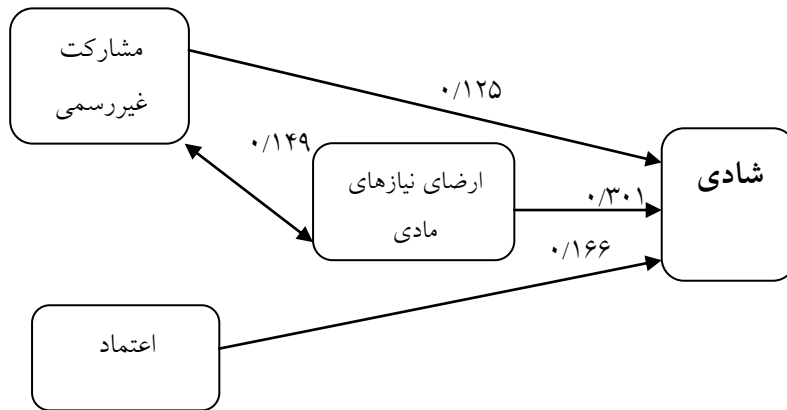 مشارکت
غیررسمی
۰/۱۲۵
۰/۱۴۹
ارضای نیازهای
مادی
شادی
۰/۳۰۱
۰/۱۶۶
اعتماد